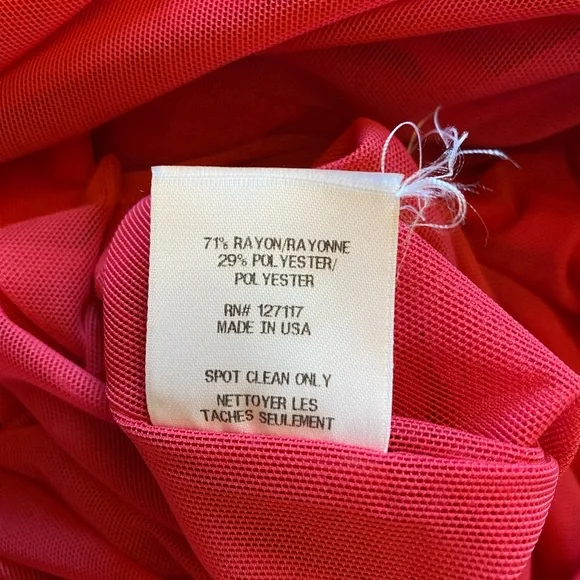 71% RAYON/RAYONNE
29% POLYESTER/
POLYESTER
RN# 127117
MADE IN USA
SPOT CLEAN ONLY
NETTOYER LES
TACHES SEULEMENT